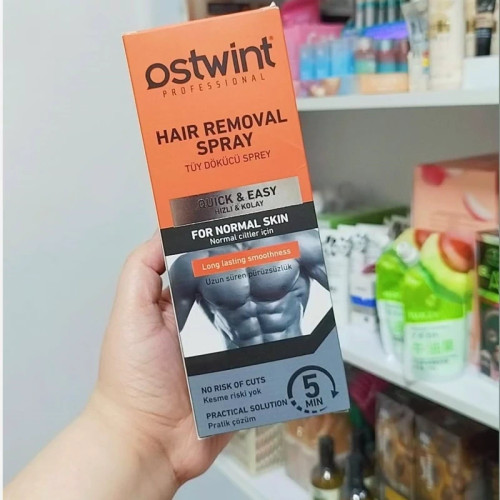 ostwint
PROFESSIONAL
HAIR REMOVAL
SPRAY
TÜY DÖKÜCÜ SPREY
QUICK & EASY
HIZLI & KOLAY
FOR NORMAL SKIN
Normal ciltler için
Long lasting smoothness
Uzun süren pürüzsüzlük
NO RISK OF CUTS
Kesme riski yok
PRACTICAL SOLUTION
Pratik çözüm
5
MIN